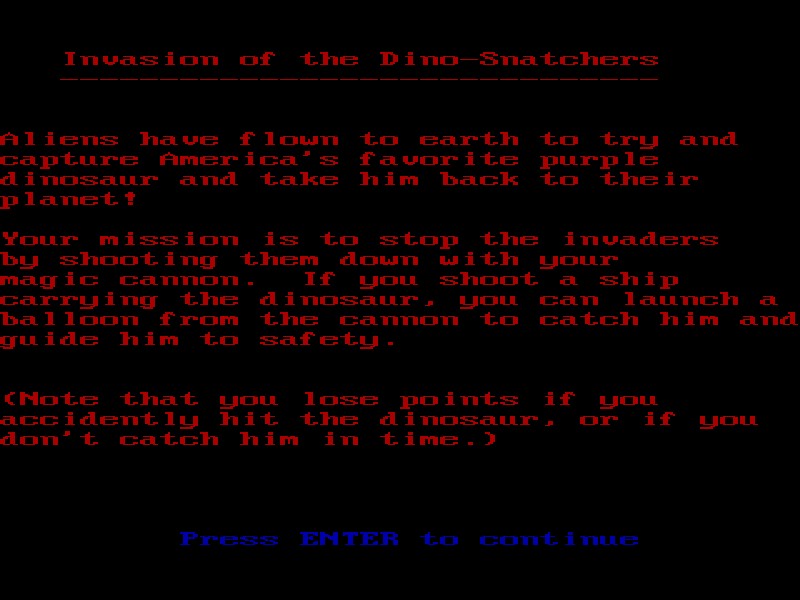 Invasion of the Dino-Snatchers
Aliens have flown to earth to try and
capture America's favorite purple
dinosaur and take him back to their
planet!
Your mission is to stop the invaders
by shooting them down with your
magic cannon.  If you shoot a ship
carrying the dinosaur, you can launch a
balloon from the cannon to catch him and
guide him to safety.
(Note that you lose points if you
accidently hit the dinosaur, or if you
don't catch him in time.)
Press ENTER to continue